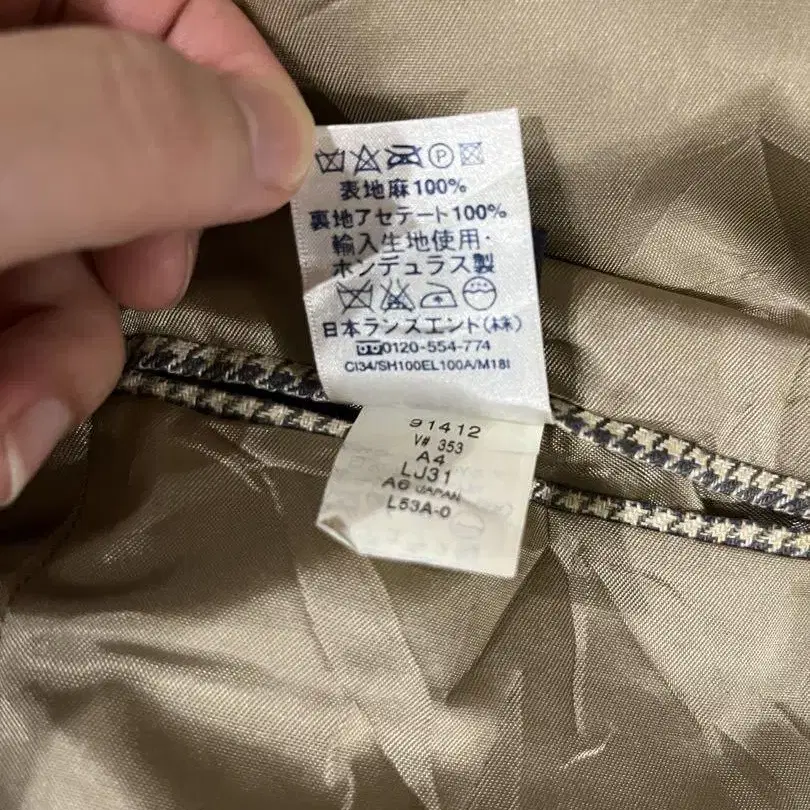 表地麻100%
裏地アセテート100%
輸入生地使用・
ホンデュラス製
日本ランズエンド(株)
0120-554-774
CI34/SH100EL100A/M18I
91412
V# 353
A4
LJ31
A6 JAPAN
L53A-0